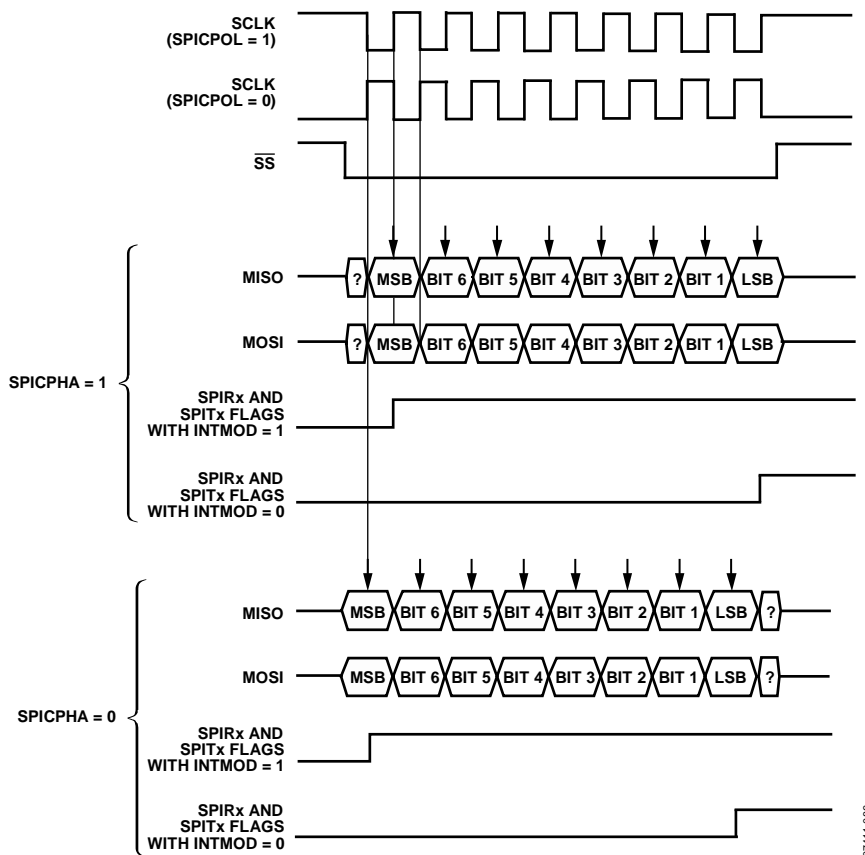 SCLK
(SPICPOL = 1)
SCLK
(SPICPOL = 0)
SS
MISO
? MSB BIT 6 BIT 5 BIT 4 BIT 3 BIT 2 BIT 1 LSB
MOSI
? MSB BIT 6 BIT 5 BIT 4 BIT 3 BIT 2 BIT 1 LSB
SPICPHA = 1
SPIRx AND
SPITx FLAGS
WITH INTMOD = 1
SPIRx AND
SPITx FLAGS
WITH INTMOD = 0
MISO
MSB BIT 6 BIT 5 BIT 4 BIT 3 BIT 2 BIT 1 LSB ?
MOSI
MSB BIT 6 BIT 5 BIT 4 BIT 3 BIT 2 BIT 1 LSB ?
SPICPHA = 0
SPIRx AND
SPITx FLAGS
WITH INTMOD = 1
SPIRx AND
SPITx FLAGS
WITH INTMOD = 0